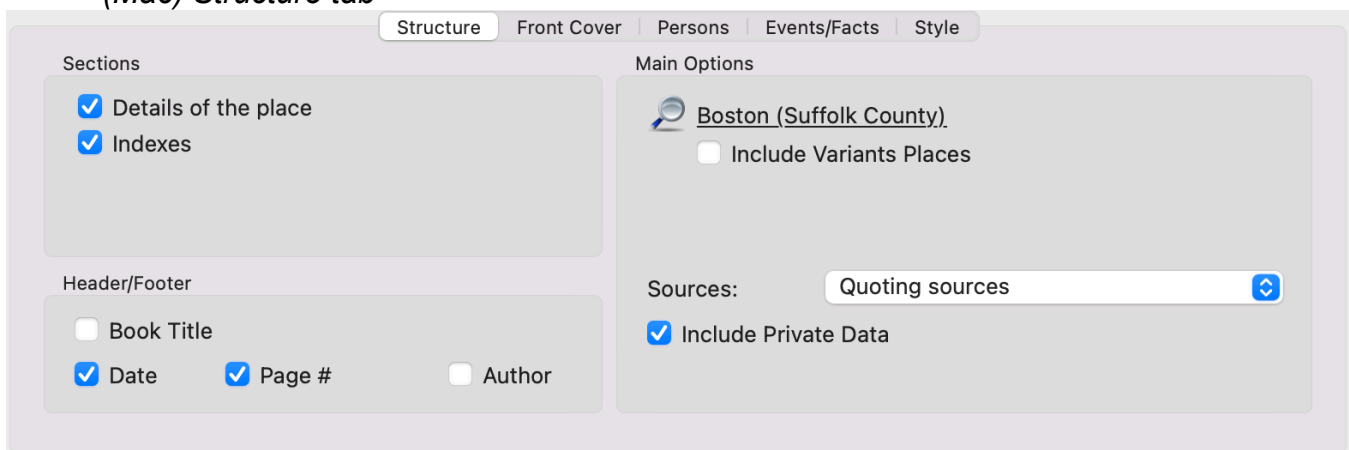 (Mac) Structure tab
Structure Front Cover Persons Events/Facts Style
Sections
Details of the place
Indexes
Header/Footer
Book Title
Date Page # Author
Main Options
Boston (Suffolk County)
Include Variants Places
Sources: Quoting sources
Include Private Data